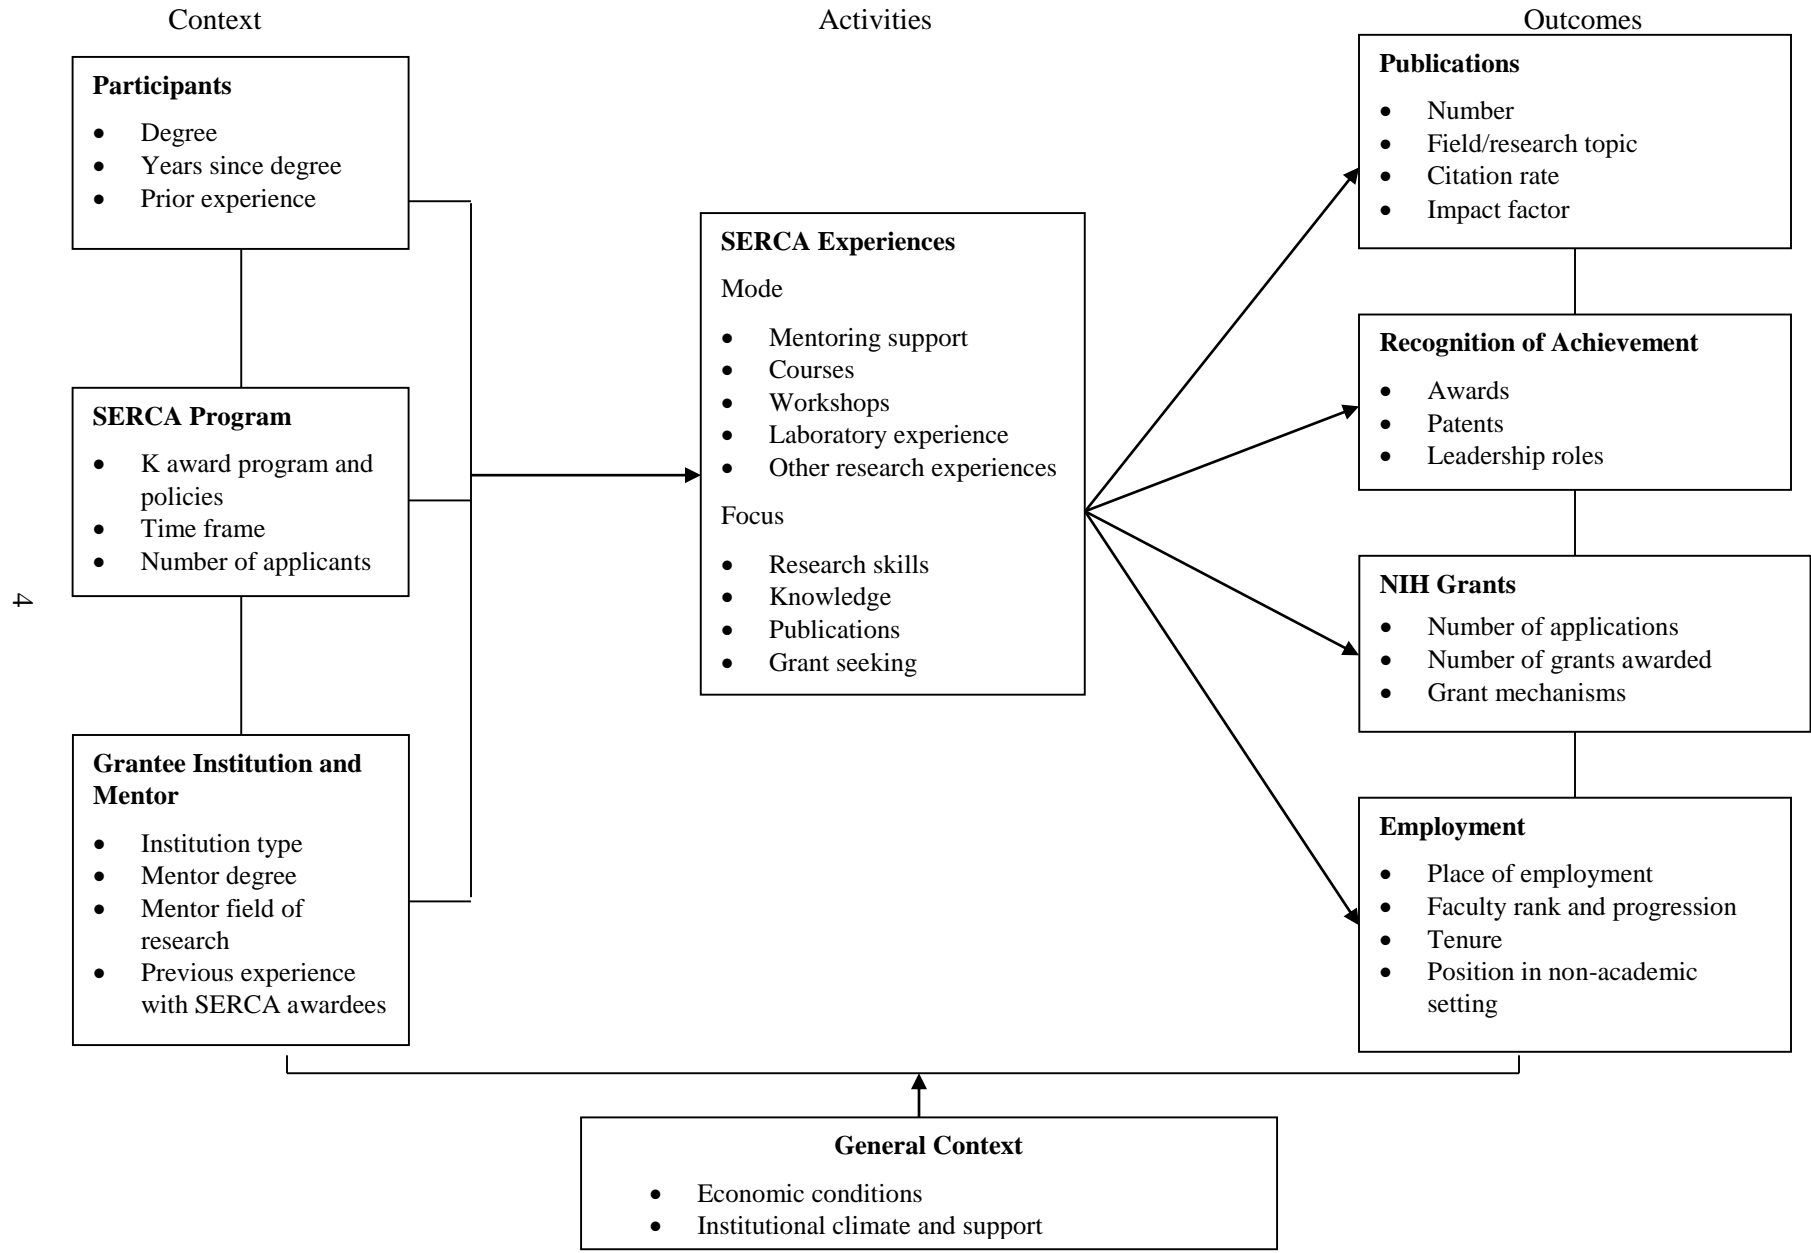 Context
Activities
Outcomes
Participants
• Degree
• Years since degree
• Prior experience
SERCA Program
• K award program and
policies
• Time frame
• Number of applicants
Grantee Institution and
Mentor
• Institution type
• Mentor degree
• Mentor field of
research
• Previous experience
with SERCA awardees
SERCA Experiences
Mode
• Mentoring support
• Courses
• Workshops
• Laboratory experience
• Other research experiences
Focus
• Research skills
• Knowledge
• Publications
• Grant seeking
Publications
• Number
• Field/research topic
• Citation rate
• Impact factor
Recognition of Achievement
• Awards
• Patents
• Leadership roles
NIH Grants
• Number of applications
• Number of grants awarded
• Grant mechanisms
Employment
• Place of employment
• Faculty rank and progression
• Tenure
• Position in non-academic
setting
General Context
• Economic conditions
• Institutional climate and support
4